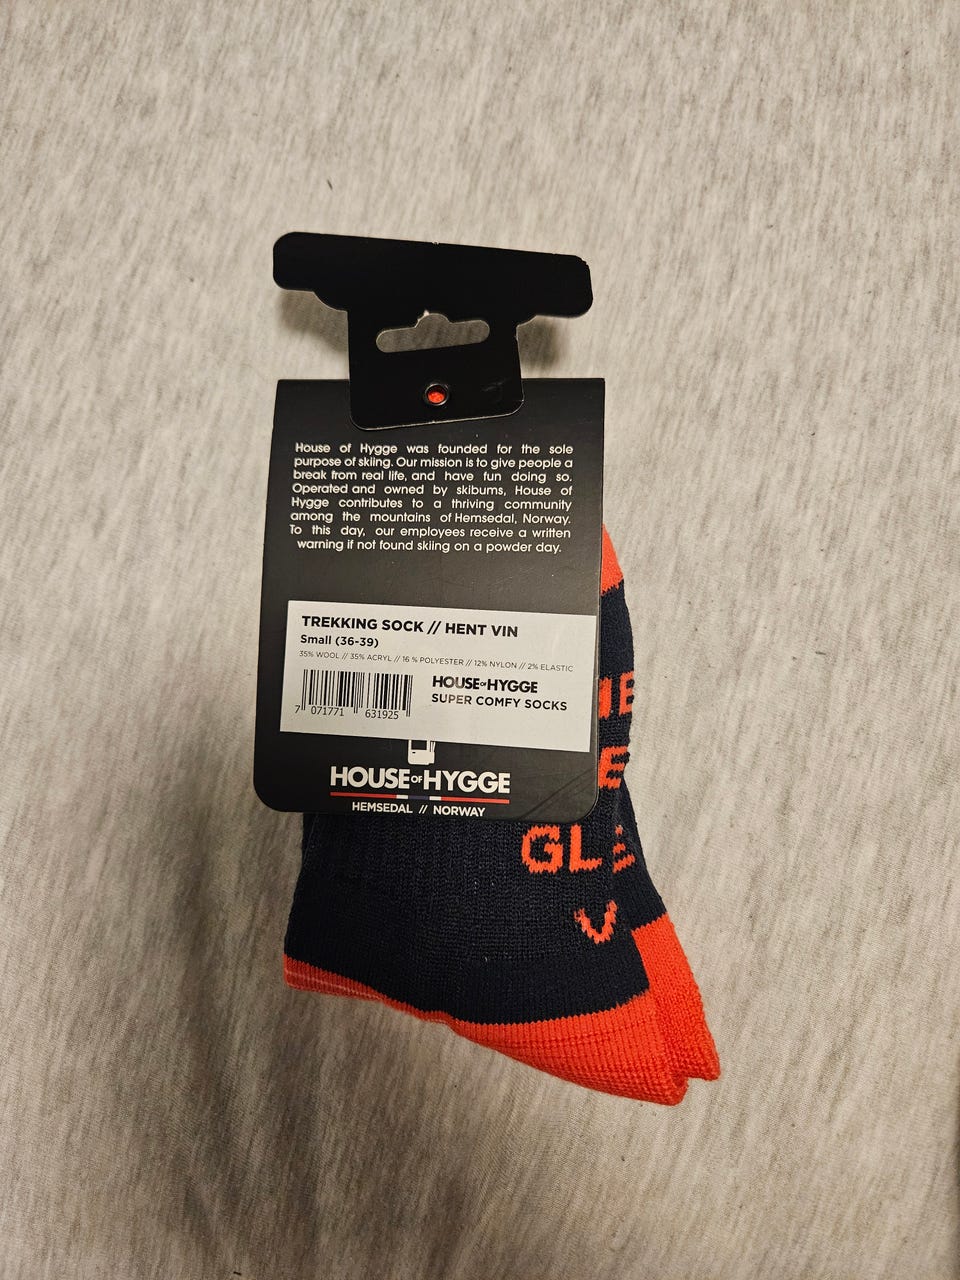 House of Hygge was founded for the sole
purpose of skiing. Our mission is to give people a
break from real life, and have fun doing so.
Operated and owned by skibums, House of
Hygge contributes to a thriving community
among the mountains of Hemsedal, Norway.
To this day, our employees receive a written
warning if not found skiing on a powder day.
TREKKING SOCK // HENT VIN
Small (36-39)
35% WOOL // 35% ACRYL // 16 % POLYESTER // 12% NYLON // 2% ELASTIC
7 071771 631925
HOUSE OF HYGGE
SUPER COMFY SOCKS
HOUSE OF HYGGE
HEMSEDAL // NORWAY
GL
V